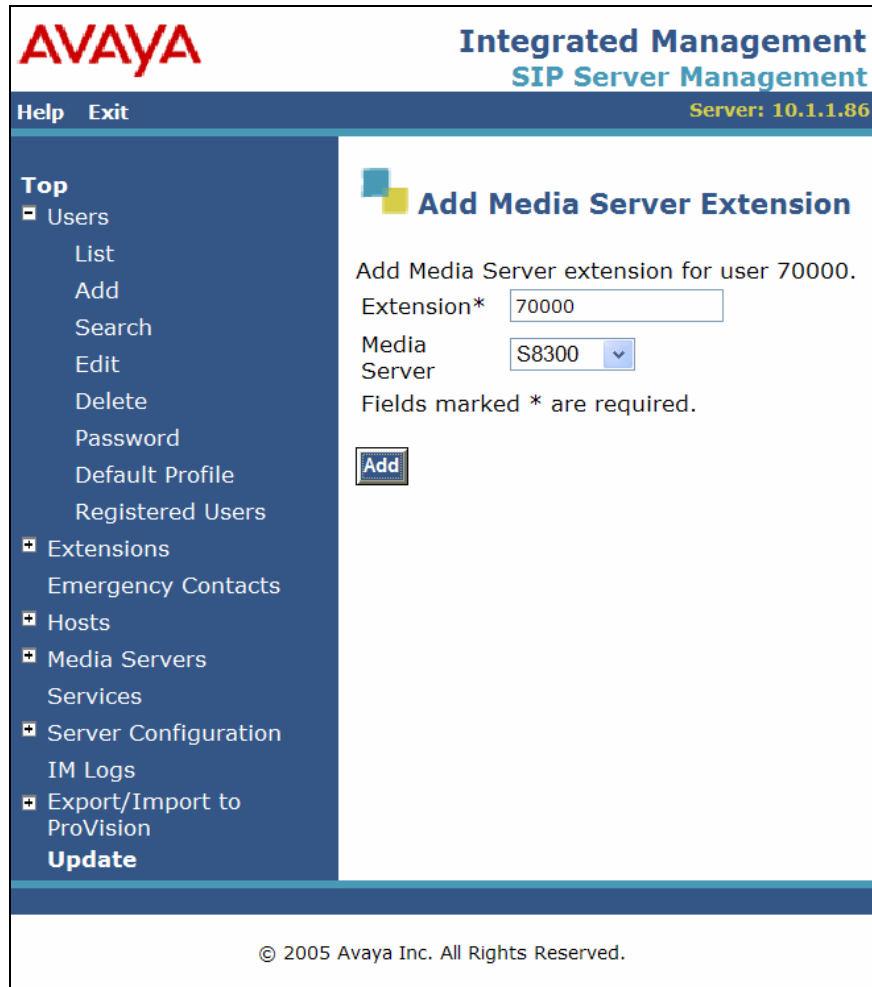 AVAYA
Integrated Management
SIP Server Management
Help Exit
Server: 10.1.1.86
Top
Users
List
Add
Search
Edit
Delete
Password
Default Profile
Registered Users
Extensions
Emergency Contacts
Hosts
Media Servers
Services
Server Configuration
IM Logs
Export/Import to
ProVision
Update
Add Media Server Extension
Add Media Server extension for user 70000.
Extension* 70000
Media
Server S8300
Fields marked * are required.
Add
© 2005 Avaya Inc. All Rights Reserved.